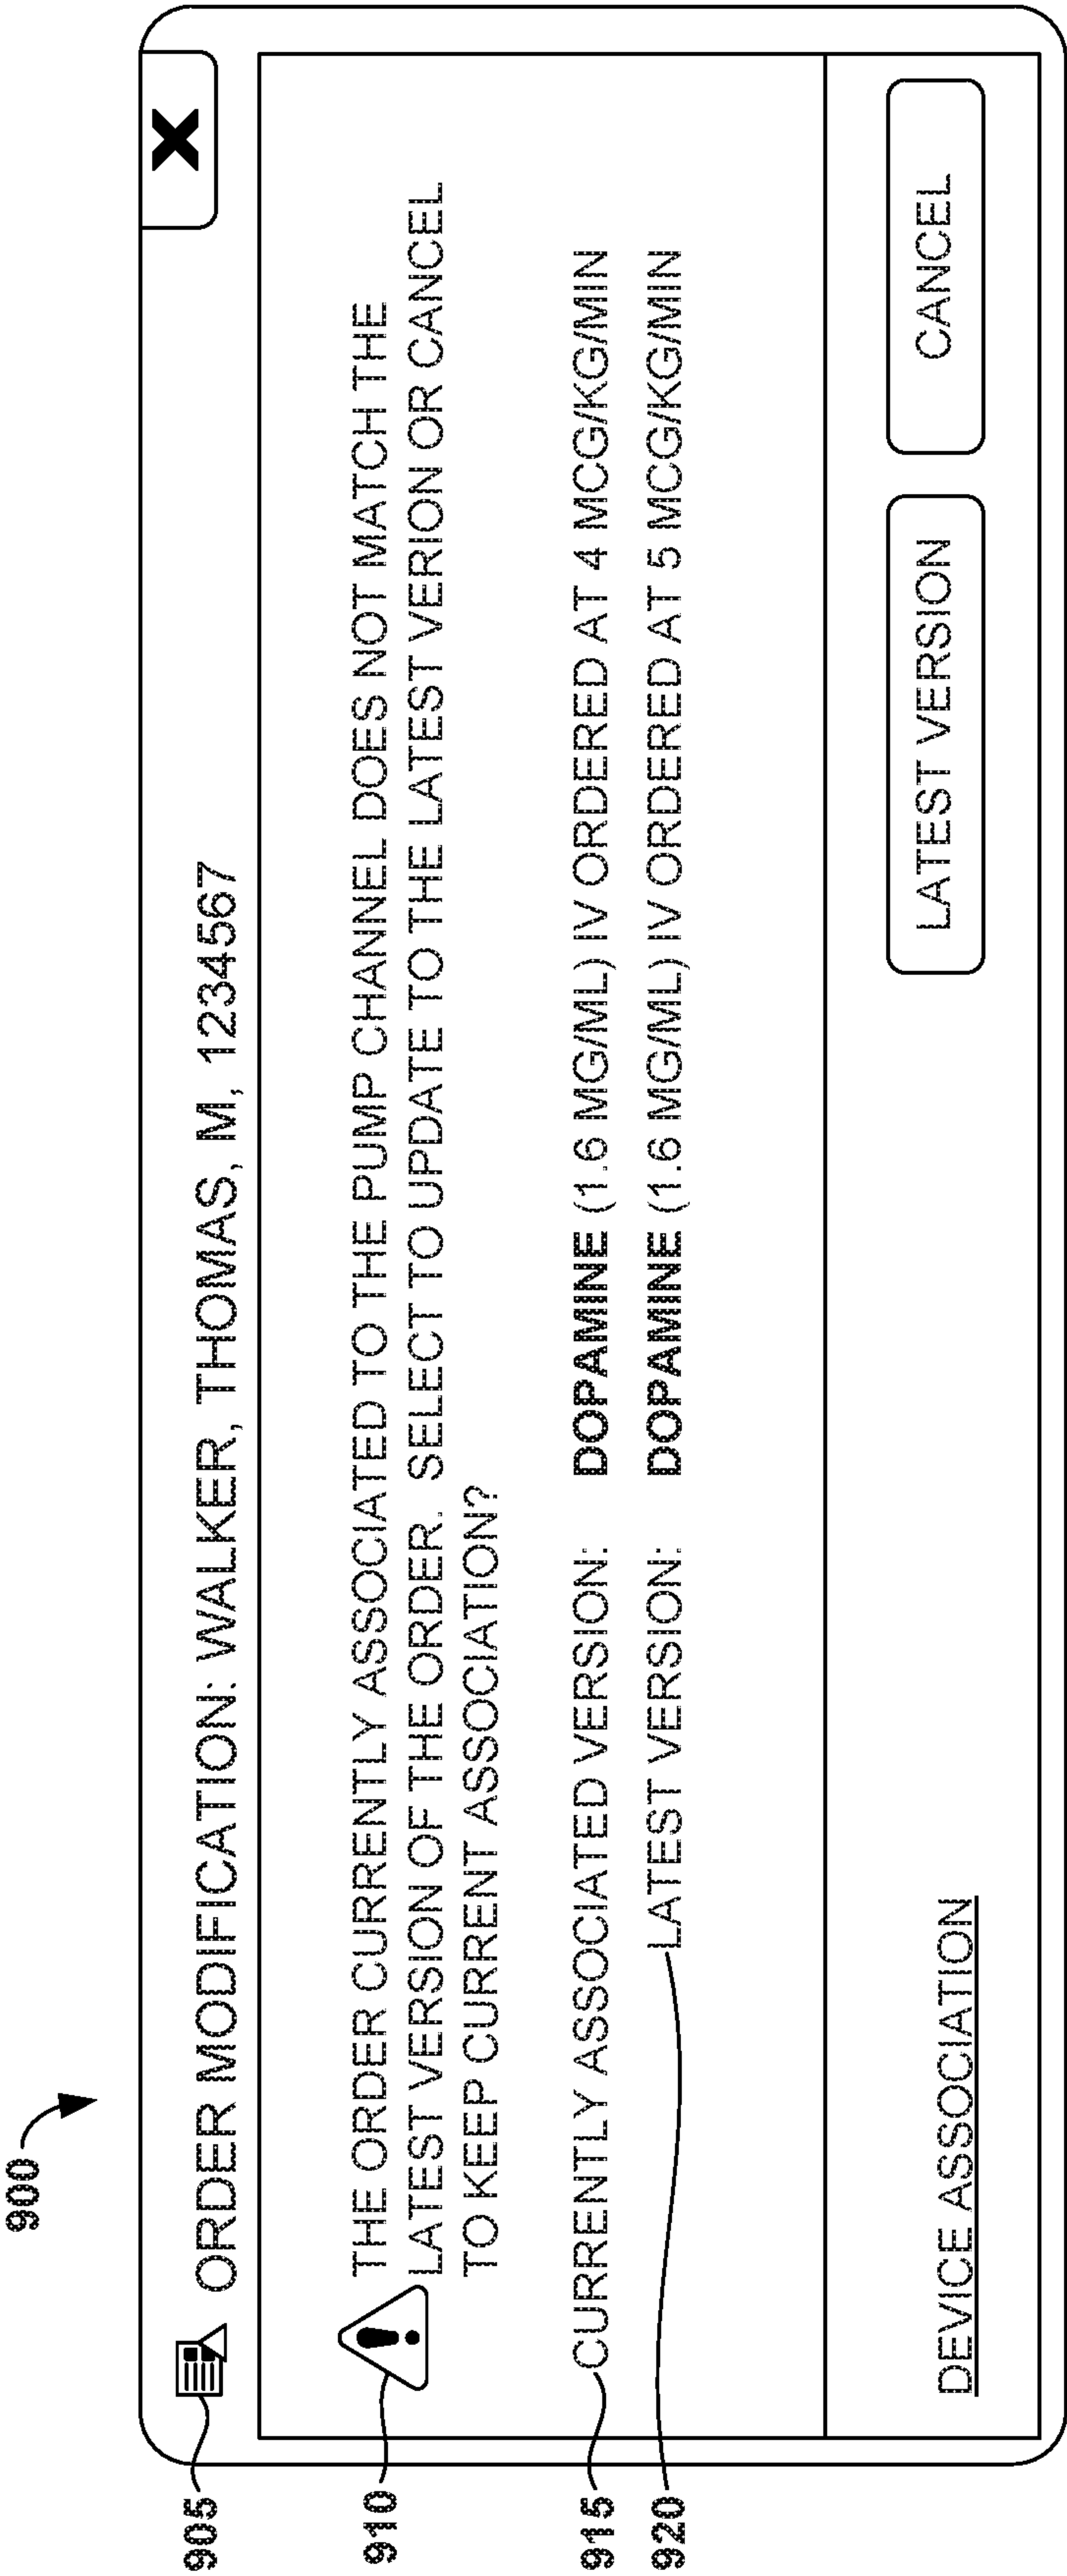 900
905
ORDER MODIFICATION: WALKER, THOMAS, M, 1234567
X
910
THE ORDER CURRENTLY ASSOCIATED TO THE PUMP CHANNEL DOES NOT MATCH THE
LATEST VERSION OF THE ORDER. SELECT TO UPDATE TO THE LATEST VERION OR CANCEL
TO KEEP CURRENT ASSOCIATION?
915
CURRENTLY ASSOCIATED VERSION: DOPAMINE (1.6 MG/ML) IV ORDERED AT 4 MCG/KG/MIN
920
LATEST VERSION: DOPAMINE (1.6 MG/ML) IV ORDERED AT 5 MCG/KG/MIN
DEVICE ASSOCIATION
LATEST VERSION
CANCEL